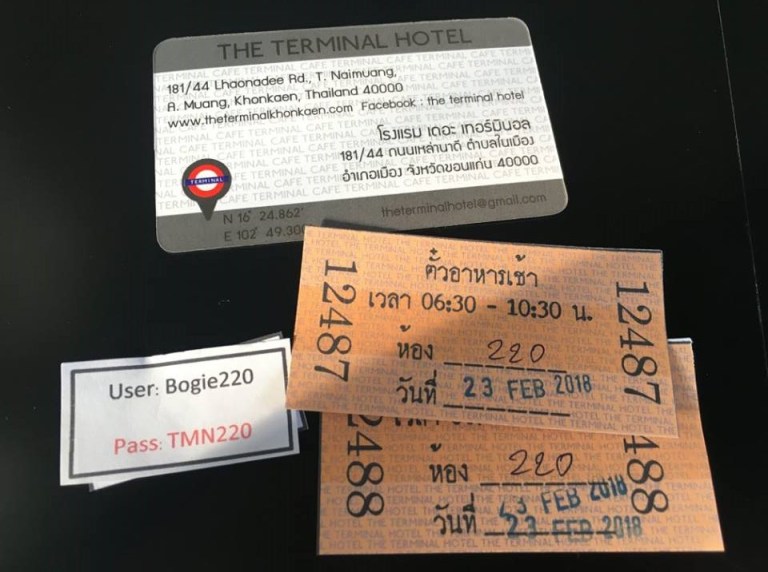 THE TERMINAL HOTEL
181/44 Lhaonadee Rd., T. Naimuang,
A. Muang, Khonkaen, Thailand 40000
www.theterminalkhonkaen.com Facebook : the terminal hotel
โรงแรม เดอะ เทอร์มินอล
181/44 ถนนเหล่านาดี ตำบลในเมือง
อำเภอเมือง จังหวัดขอนแก่น 40000
TERMINAL
N 16° 24.862'
E 102° 49.300
theterminalhotel@gmail.com
ตั๋วอาหารเช้า
เวลา 06:30 - 10:30 น.
ห้อง 220
วันที่ 23 FEB 2018
12487
12487
ห้อง 220
23 FEB 2018
วันที่ 23 FEB 2018
12488
488
User: Bogie220
Pass: TMN220